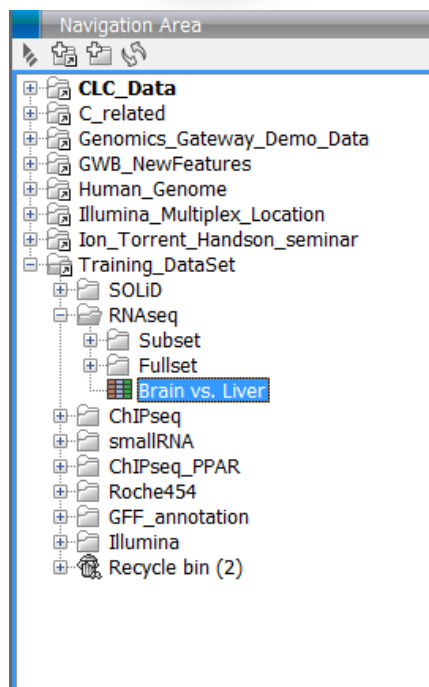 Navigation Area
CLC_Data
C_related
Genomics_Gateway_Demo_Data
GWB_NewFeatures
Human_Genome
Illumina_Multiplex_Location
Ion_Torrent_Handson_seminar
Training_DataSet
SOLiD
RNAseq
Subset
Fullset
Brain vs. Liver
ChIPseq
smallRNA
ChIPseq_PPAR
Roche454
GFF_annotation
Illumina
Recycle bin (2)